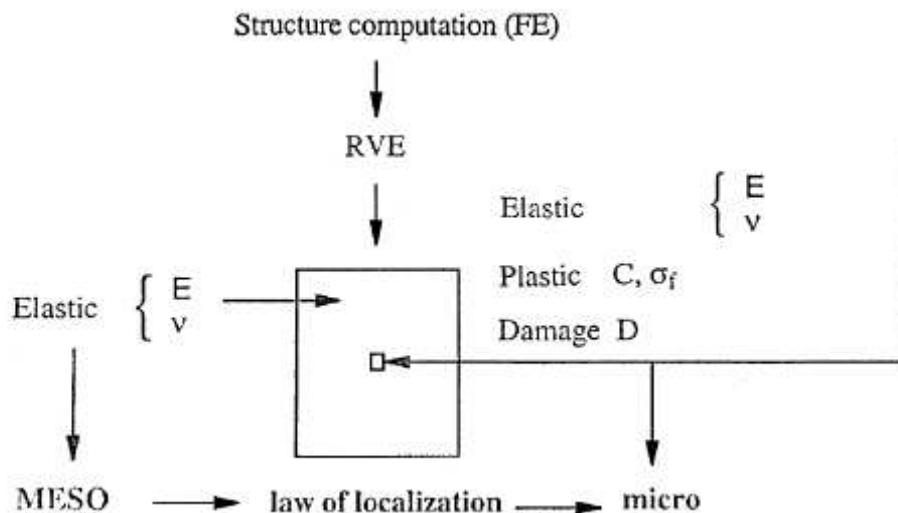 Structure computation (FE)
RVE
Elastic { E
ν
Plastic C, σf
Damage D
Elastic { E
ν
MESO law of localization micro